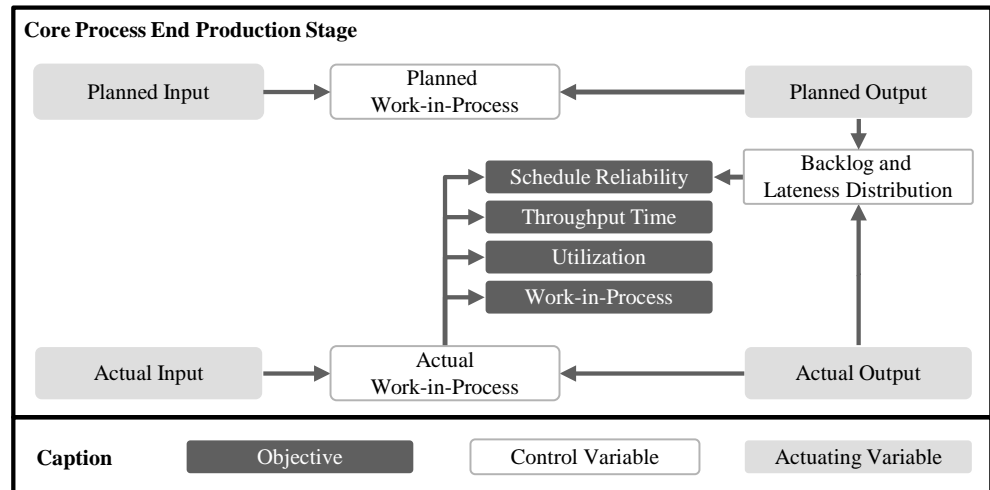 Core Process End Production Stage
Planned Input
Planned
Work-in-Process
Planned Output
Backlog and
Lateness Distribution
Schedule Reliability
Throughput Time
Utilization
Work-in-Process
Actual Input
Actual
Work-in-Process
Actual Output
Caption
Objective
Control Variable
Actuating Variable